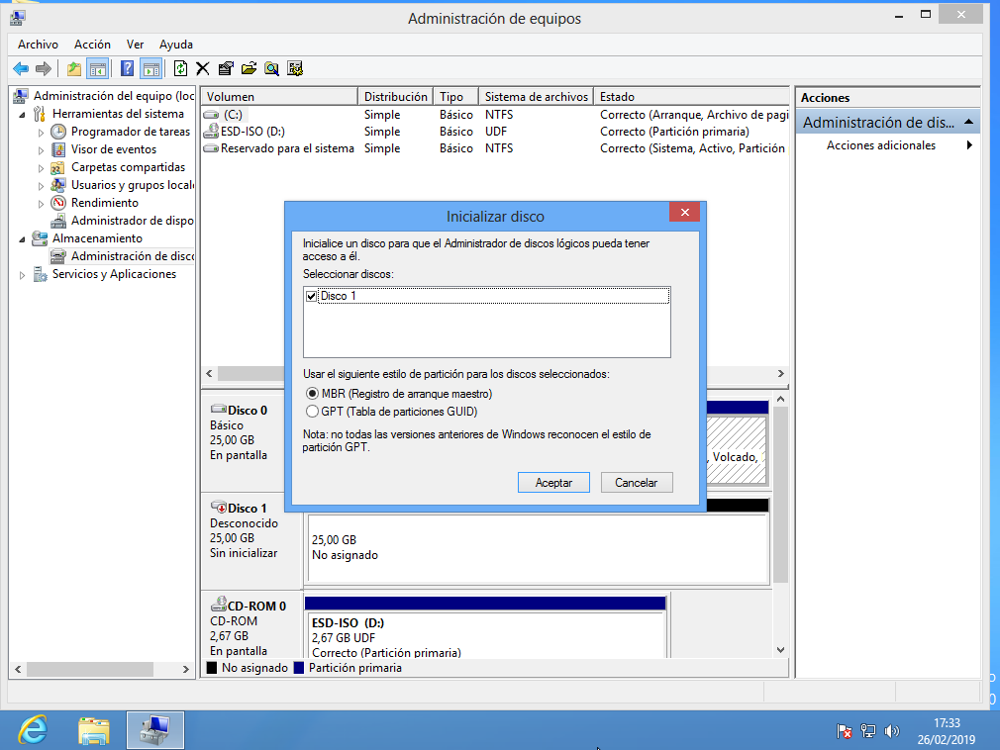 Administración de equipos
Archivo Acción Ver Ayuda
Administración del equipo (loc
Herramientas del sistema
Programador de tareas
Visor de eventos
Carpetas compartidas
Usuarios y grupos local
Rendimiento
Administrador de dispo
Almacenamiento
Administración de disco
Servicios y Aplicaciones
Volumen Distribución Tipo Sistema de archivos Estado
(C:) Simple Básico NTFS Correcto (Arranque, Archivo de pagi
ESD-ISO (D:) Simple Básico UDF Correcto (Partición primaria)
Reservado para el sistema Simple Básico NTFS Correcto (Sistema, Activo, Partición
Acciones
Administración de dis...
Acciones adicionales
Inicializar disco
Inicialice un disco para que el Administrador de discos lógicos pueda tener
acceso a él.
Seleccionar discos:
Disco 1
Usar el siguiente estilo de partición para los discos seleccionados:
MBR (Registro de arranque maestro)
GPT (Tabla de particiones GUID)
Nota: no todas las versiones anteriores de Windows reconocen el estilo de
partición GPT.
Aceptar Cancelar
Disco 0
Básico
25,00 GB
En pantalla
, Volcado,
Disco 1
Desconocido
25,00 GB
Sin inicializar
25,00 GB
No asignado
CD-ROM 0
CD-ROM
2,67 GB
En pantalla
ESD-ISO (D:)
2,67 GB UDF
Correcto (Partición primaria)
No asignado Partición primaria
17:33
26/02/2019